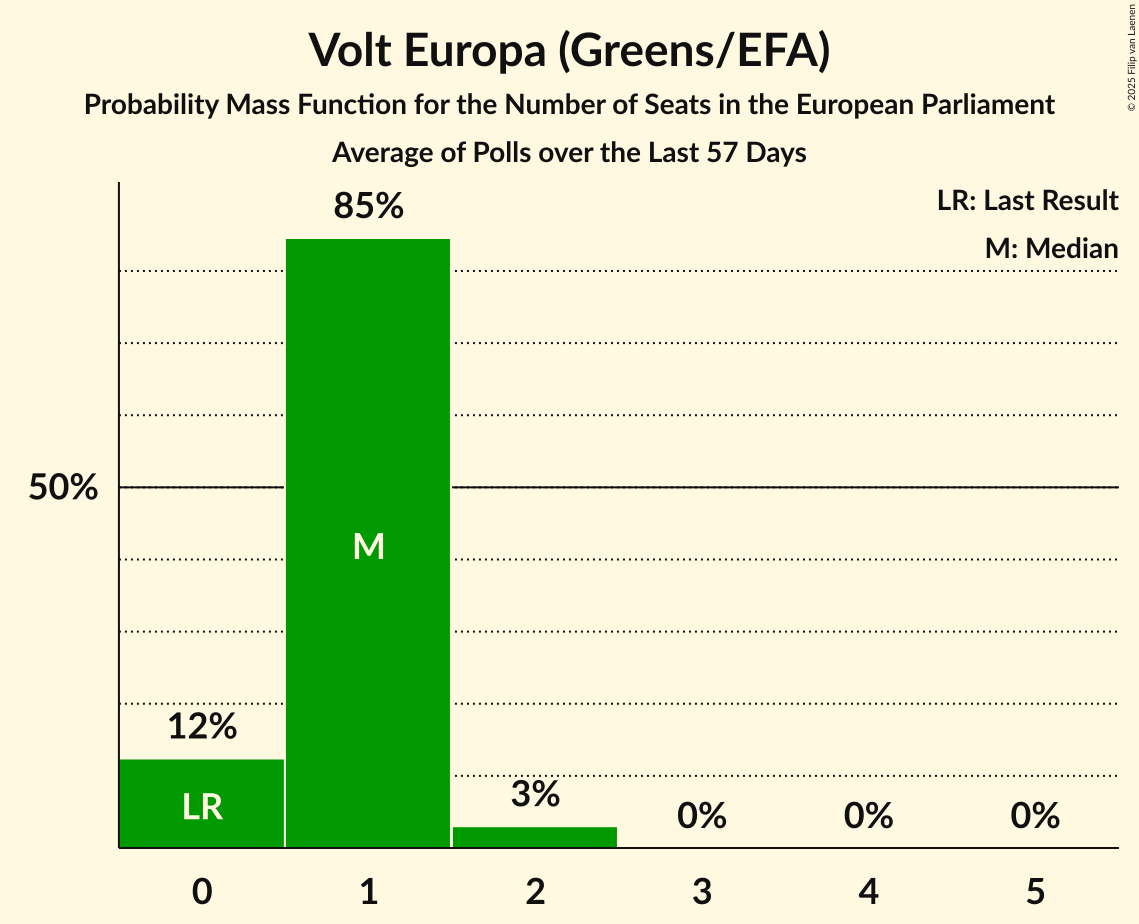 Volt Europa (Greens/EFA)
Probability Mass Function for the Number of Seats in the European Parliament
Average of Polls over the Last 57 Days
© 2025 Filip van Laenen
LR: Last Result
M: Median
85%
50%
M
12%
LR
3%
0%
0%
0%
0
1
2
3
4
5